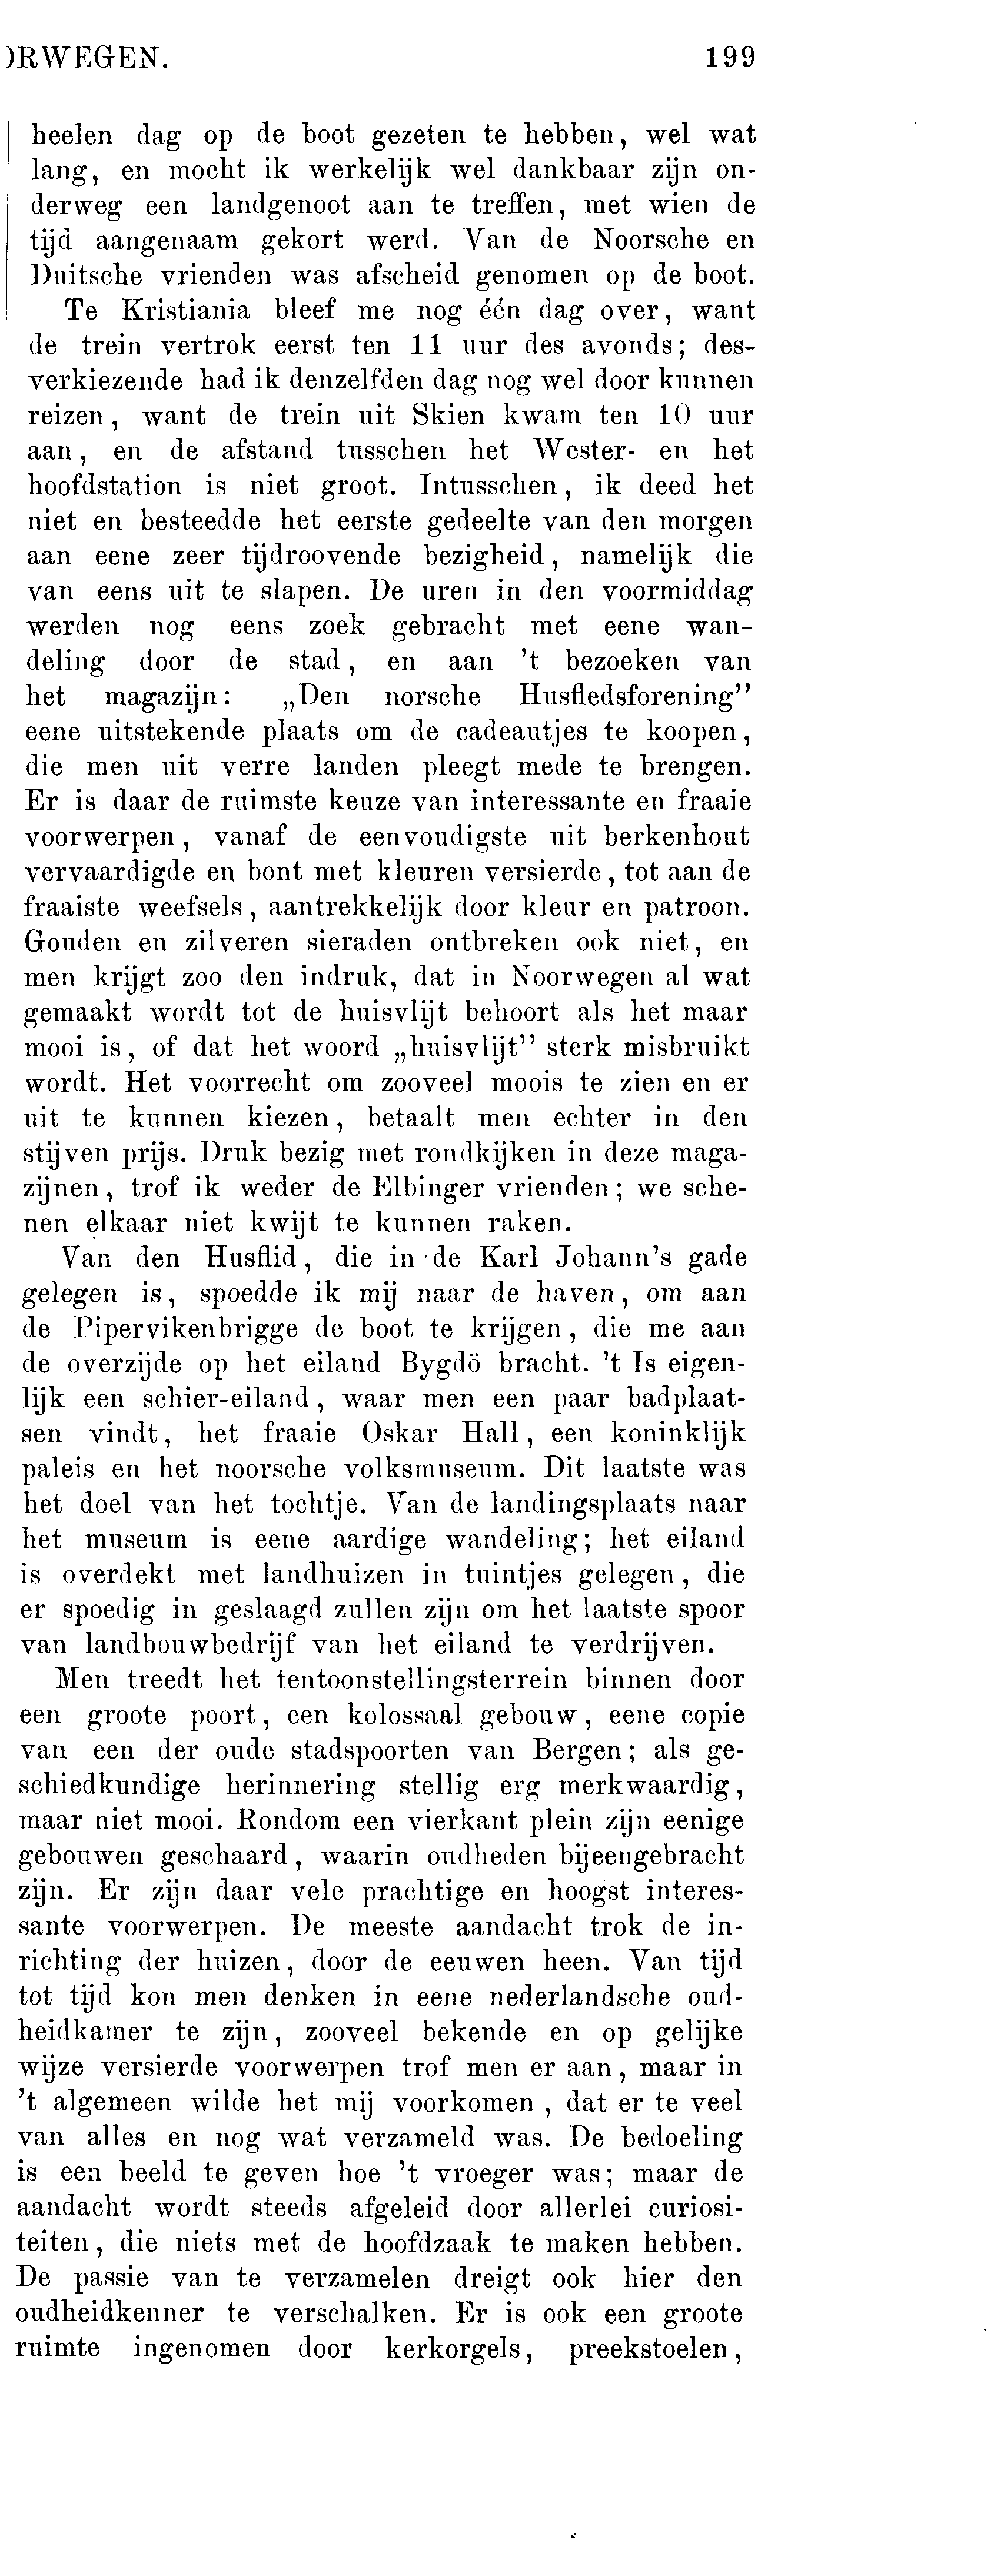 ORWEGEN. 199
heelen dag op de boot gezeten te hebben, wel wat
lang, en mocht ik werkelijk wel dankbaar zijn on-
derweg een landgenoot aan te treffen, met wien de
tijd aangenaam gekort werd. Van de Noorsche en
Duitsche vrienden was afscheid genomen op de boot.
Te Kristiania bleef me nog één dag over, want
de trein vertrok eerst ten 11 uur des avonds; des-
verkiezende had ik denzelfden dag nog wel door kunnen
reizen, want de trein uit Skien kwam ten 10 uur
aan, en de afstand tusschen het Wester- en het
hoofdstation is niet groot. Intusschen, ik deed het
niet en besteedde het eerste gedeelte van den morgen
aan eene zeer tijdroovende bezigheid, namelijk die
van eens uit te slapen. De uren in den voormiddag
werden nog eens zoek gebracht met eene wan-
deling door de stad, en aan 't bezoeken van
het magazijn: „Den norsche Husfledsforening”
eene uitstekende plaats om de cadeautjes te koopen,
die men uit verre landen pleegt mede te brengen.
Er is daar de ruimste keuze van interessante en fraaie
voorwerpen, vanaf de eenvoudigste uit berkenhout
vervaardigde en bont met kleuren versierde, tot aan de
fraaiste weefsels, aantrekkelijk door kleur en patroon.
Gouden en zilveren sieraden ontbreken ook niet, en
men krijgt zoo den indruk, dat in Noorwegen al wat
gemaakt wordt tot de huisvlijt behoort als het maar
mooi is, of dat het woord „huisvlijt” sterk misbruikt
wordt. Het voorrecht om zooveel moois te zien en er
uit te kunnen kiezen, betaalt men echter in den
stijven prijs. Druk bezig met rondkijken in deze maga-
zijnen, trof ik weder de Elbinger vrienden; we sche-
nen elkaar niet kwijt te kunnen raken.
Van den Husflid, die in de Karl Johann's gade
gelegen is, spoedde ik mij naar de haven, om aan
de Pipervikenbrigge de boot te krijgen, die me aan
de overzijde op het eiland Bygdö bracht. 't Is eigen-
lijk een schier-eiland, waar men een paar badplaat-
sen vindt, het fraaie Oskar Hall, een koninklijk
paleis en het noorsche volksmuseum. Dit laatste was
het doel van het tochtje. Van de landingsplaats naar
het museum is eene aardige wandeling; het eiland
is overdekt met landhuizen in tuintjes gelegen, die
er spoedig in geslaagd zullen zijn om het laatste spoor
van landbouwbedrijf van het eiland te verdrijven.
Men treedt het tentoonstellingsterrein binnen door
een groote poort, een kolossaal gebouw, eene copie
van een der oude stadspoorten van Bergen; als ge-
schiedkundige herinnering stellig erg merkwaardig,
maar niet mooi. Rondom een vierkant plein zijn eenige
gebouwen geschaard, waarin oudheden bijeengebracht
zijn. Er zijn daar vele prachtige en hoogst interes-
sante voorwerpen. De meeste aandacht trok de in-
richting der huizen, door de eeuwen heen. Van tijd
tot tijd kon men denken in eene nederlandsche oud-
heidkamer te zijn, zooveel bekende en op gelijke
wijze versierde voorwerpen trof men er aan, maar in
't algemeen wilde het mij voorkomen, dat er te veel
van alles en nog wat verzameld was. De bedoeling
is een beeld te geven hoe 't vroeger was; maar de
aandacht wordt steeds afgeleid door allerlei curiosi-
teiten, die niets met de hoofdzaak te maken hebben.
De passie van te verzamelen dreigt ook hier den
oudheidkenner te verschalken. Er is ook een groote
ruimte ingenomen door kerkorgels, preekstoelen,